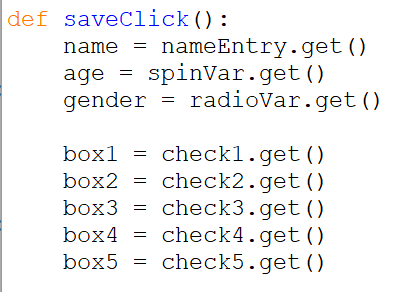 def saveClick():
    name = nameEntry.get()
    age = spinVar.get()
    gender = radioVar.get()

    box1 = check1.get()
    box2 = check2.get()
    box3 = check3.get()
    box4 = check4.get()
    box5 = check5.get()